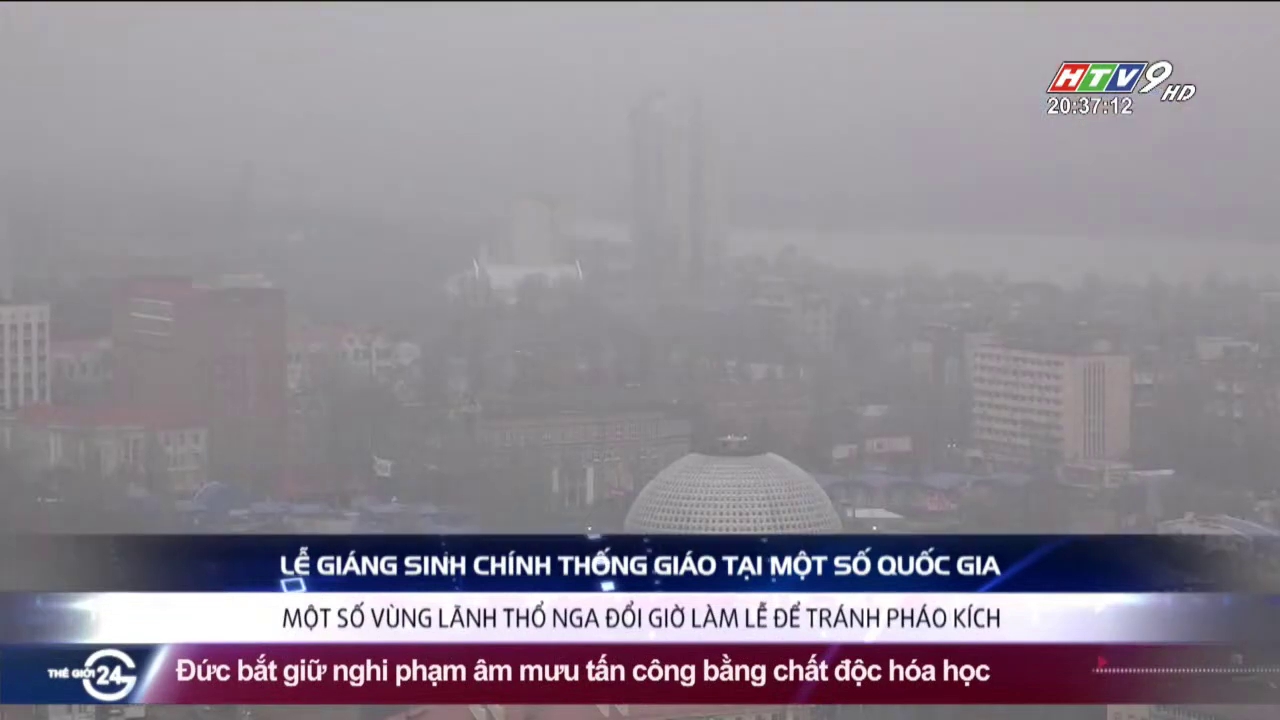 HTV9 HD
20:37:12
LỄ GIÁNG SINH CHÍNH THỐNG GIÁO TẠI MỘT SỐ QUỐC GIA
MỘT SỐ VÙNG LÃNH THỔ NGA ĐỔI GIỜ LÀM LỄ ĐỂ TRÁNH PHÁO KÍCH
THẾ GIỚI 24G
Đức bắt giữ nghi phạm âm mưu tấn công bằng chất độc hóa học